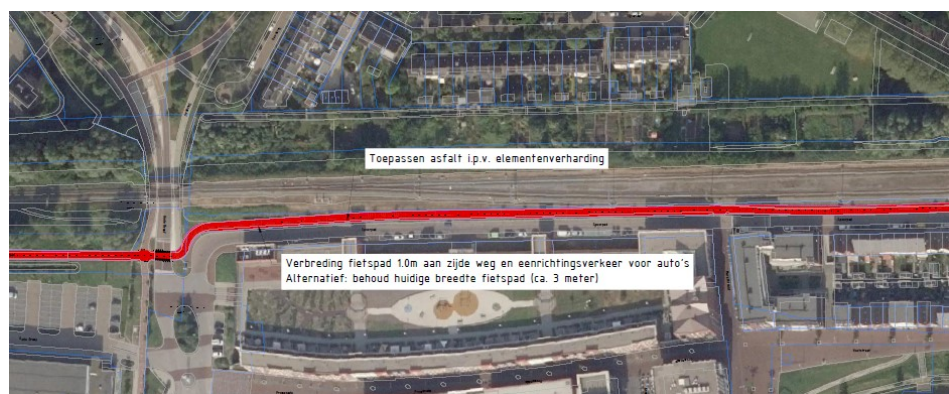 Toepassen asfalt i.p.v. elementenverharding
Verbreding fietspad 1.0m aan zijde weg en eenrichtingsverkeer voor auto's
Alternatief: behoud huidige breedte fietspad (ca. 3 meter)